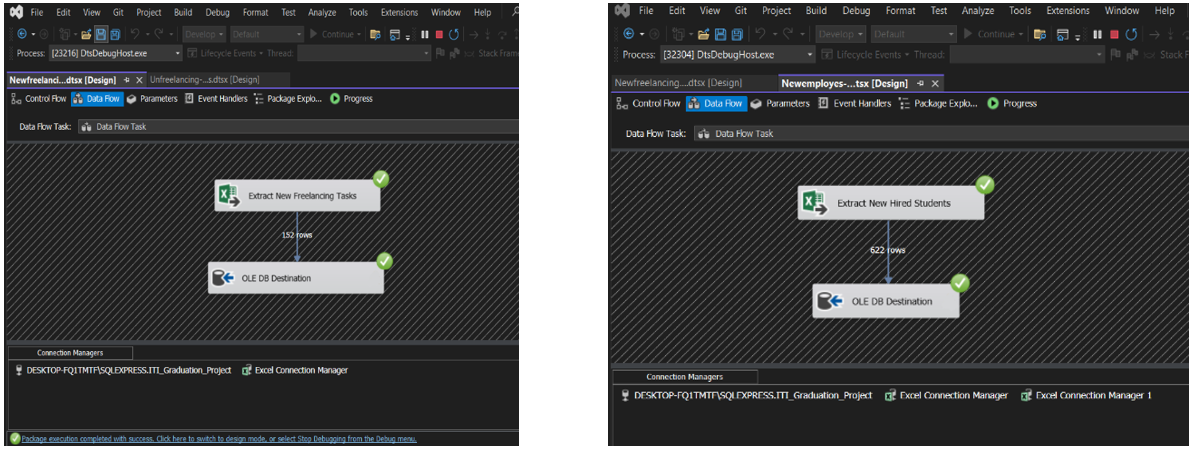 File Edit View Git Project Build Debug Format Test Analyze Tools Extensions Window Help
Develop Default Continue
Process: [23216] DtsDebugHost.exe Lifecycle Events Thread: Stack Fram
Newfreelanci...dtsx [Design] Unfreelancing-...s.dtsx [Design]
Control Flow Data Flow Parameters Event Handlers Package Explo... Progress
Data Flow Task: Data Flow Task
Extract New Freelancing Tasks
152 rows
OLE DB Destination
Connection Managers
DESKTOP-FQ1TMTF\SQLEXPRESS.ITI_Graduation_Project Excel Connection Manager
Package execution completed with success. Click here to switch to design mode, or select Stop Debugging from the Debug menu.
File Edit View Git Project Build Debug Format Test Analyze Tools Extensions Window Help
Develop Default Continue
Process: [32304] DtsDebugHost.exe Lifecycle Events Thread: Stack F
Newfreelancing....dtsx [Design] Newemployes-...tsx [Design]
Control Flow Data Flow Parameters Event Handlers Package Explo... Progress
Data Flow Task: Data Flow Task
Extract New Hired Students
622 rows
OLE DB Destination
Connection Managers
DESKTOP-FQ1TMTF\SQLEXPRESS.ITI_Graduation_Project Excel Connection Manager Excel Connection Manager 1